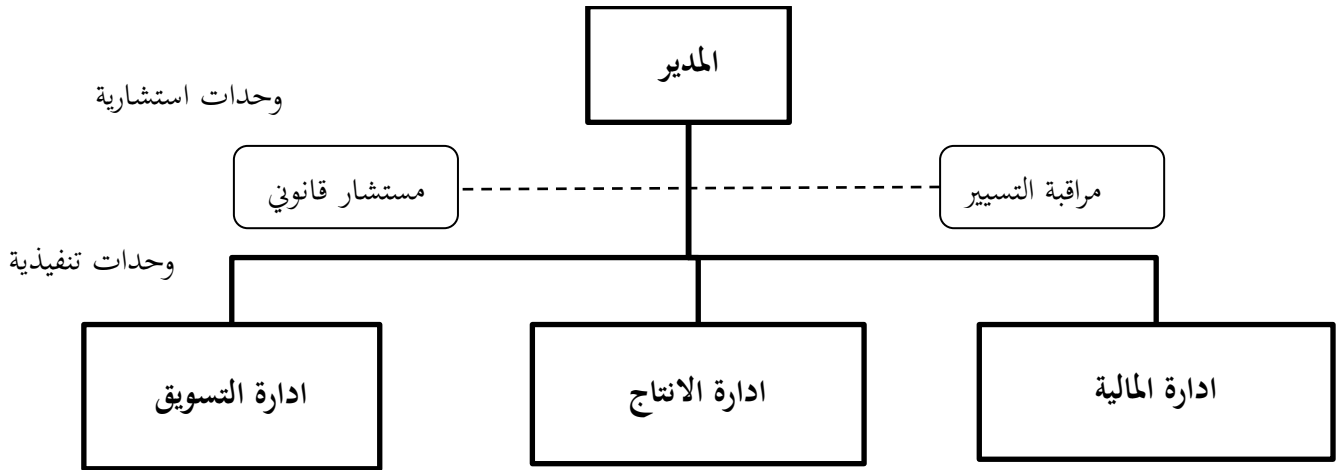 المدير
وحدات استشارية
مراقبة التسيير
مستشار قانوني
وحدات تنفيذية
ادارة المالية
ادارة الانتاج
ادارة التسويق